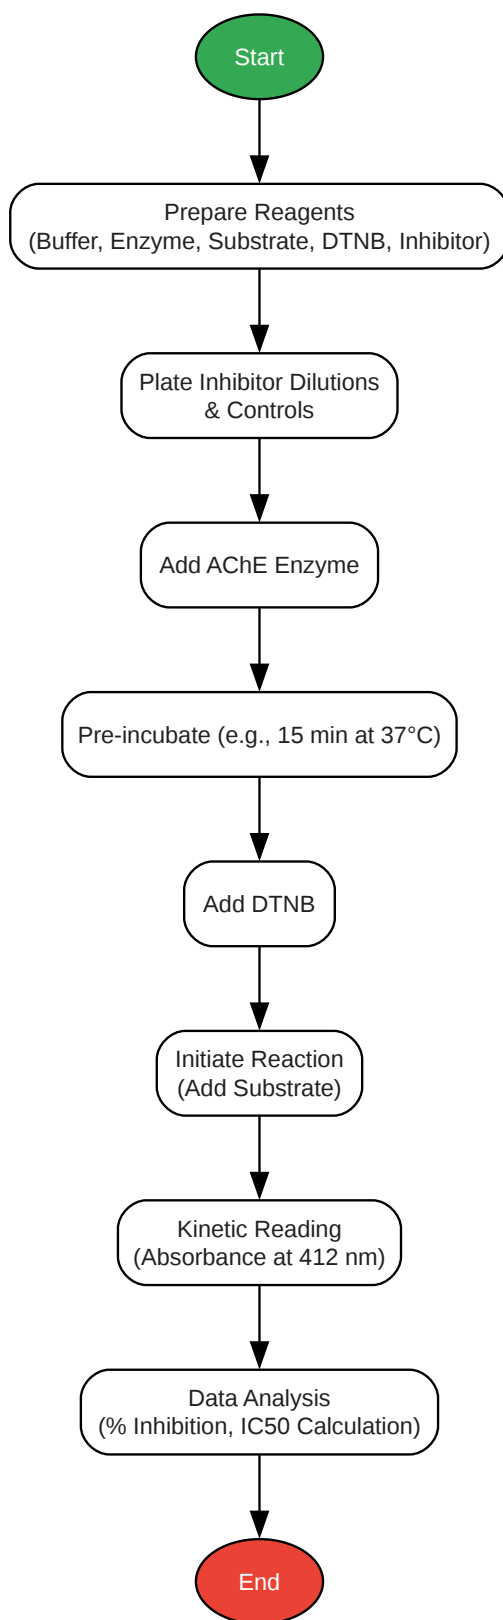 Start
Prepare Reagents
(Buffer, Enzyme, Substrate, DTNB, Inhibitor)
Plate Inhibitor Dilutions
& Controls
Add AChE Enzyme
Pre-incubate (e.g., 15 min at 37°C)
Add DTNB
Initiate Reaction
(Add Substrate)
Kinetic Reading
(Absorbance at 412 nm)
Data Analysis
(% Inhibition, IC50 Calculation)
End